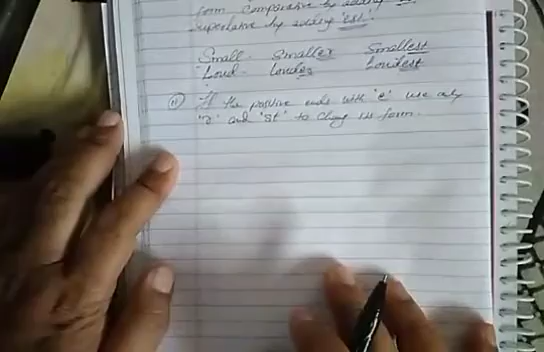 form comparative by adding
superlative by adding 'est'.
Small - Smaller Smallest
Loud - Louder Loudest
(ii) If the positive ends with 'e' use only
'r' and 'st' to change its form.